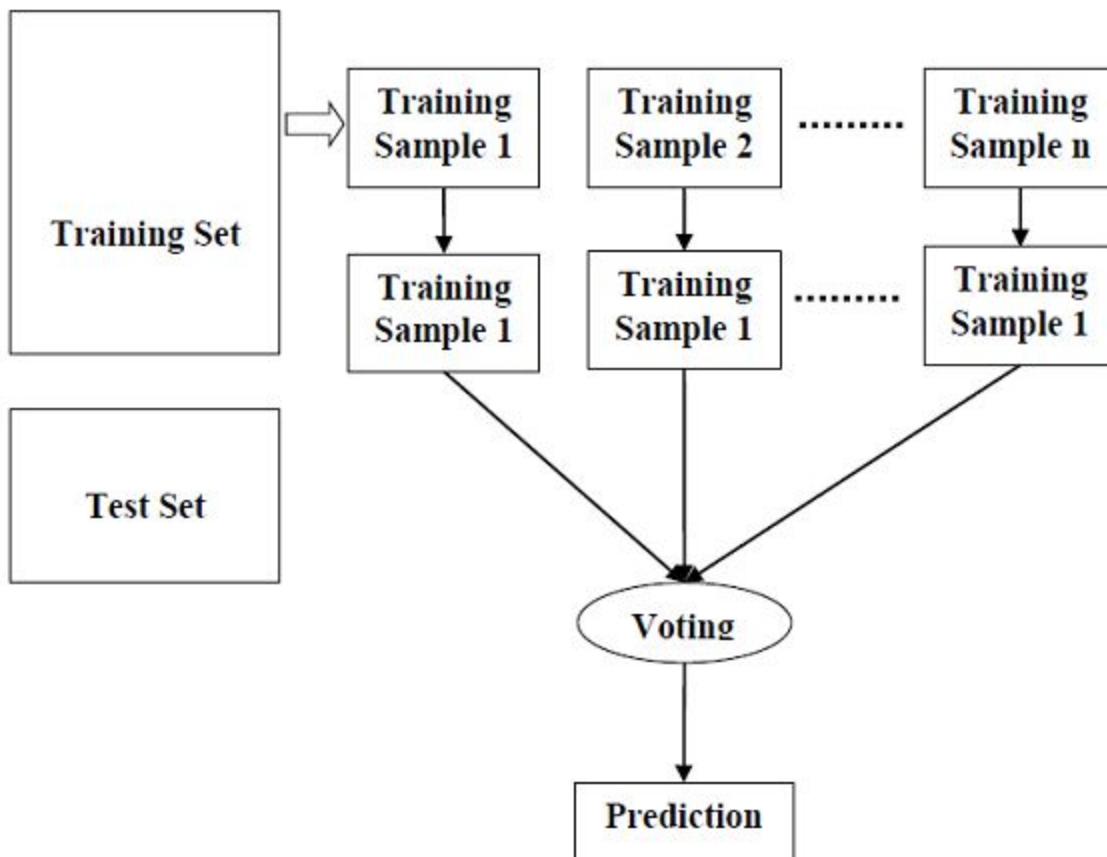 Training
Sample 1
Training
Sample 2
Training
Sample n
Training Set
Training
Sample 1
Training
Sample 1
Training
Sample 1
Test Set
Voting
Prediction